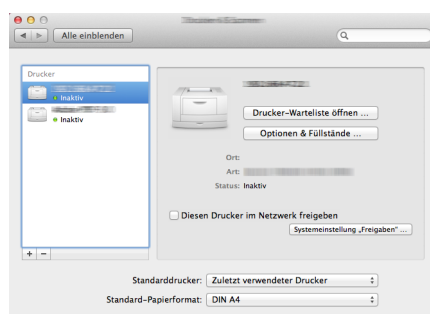 Alle einblenden
Drucker
Inaktiv
Inaktiv
Drucker-Warteliste öffnen ...
Optionen & Füllstände ...
Ort:
Art:
Status: Inaktiv
Diesen Drucker im Netzwerk freigeben
Systemeinstellung „Freigaben" ...
+ −
Standarddrucker: Zuletzt verwendeter Drucker
Standard-Papierformat: DIN A4